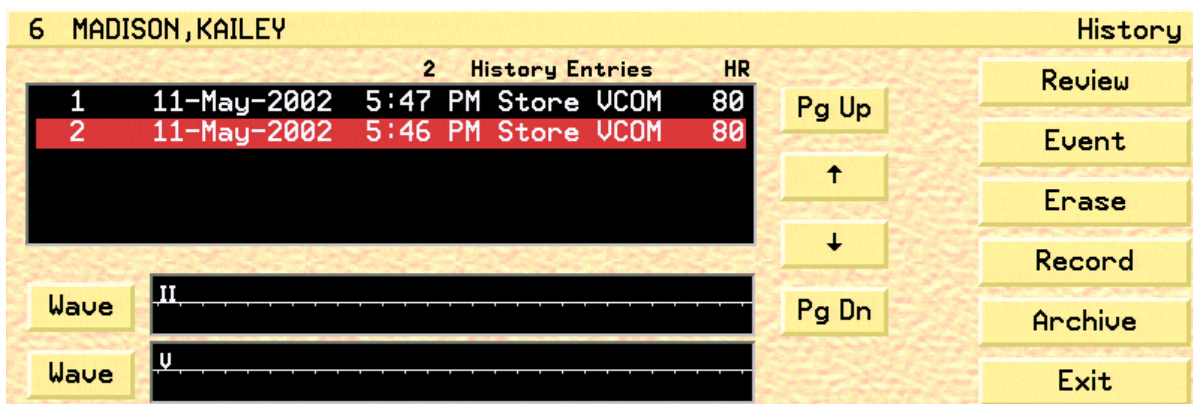 6 MADISON,KAILEY History
2 History Entries HR
1 11-May-2002 5:47 PM Store VCOM 80
2 11-May-2002 5:46 PM Store VCOM 80
Pg Up
↑
↓
Pg Dn
Review
Event
Erase
Record
Archive
Exit
Wave II
Wave V